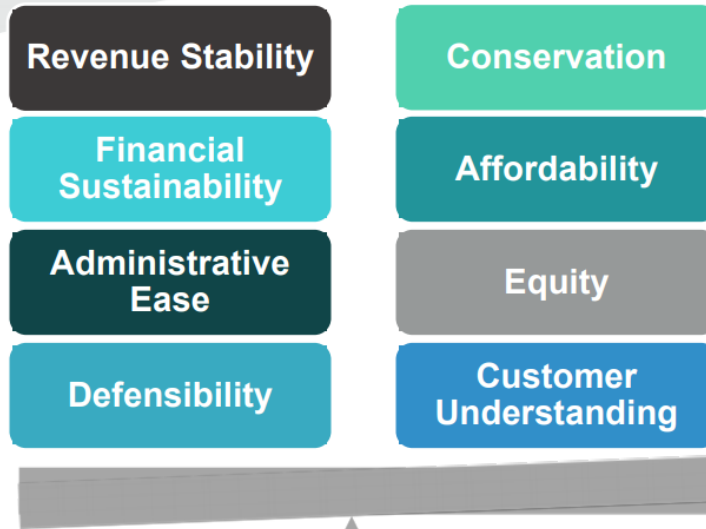 Revenue Stability
Conservation
Financial
Sustainability
Affordability
Administrative
Ease
Equity
Defensibility
Customer
Understanding